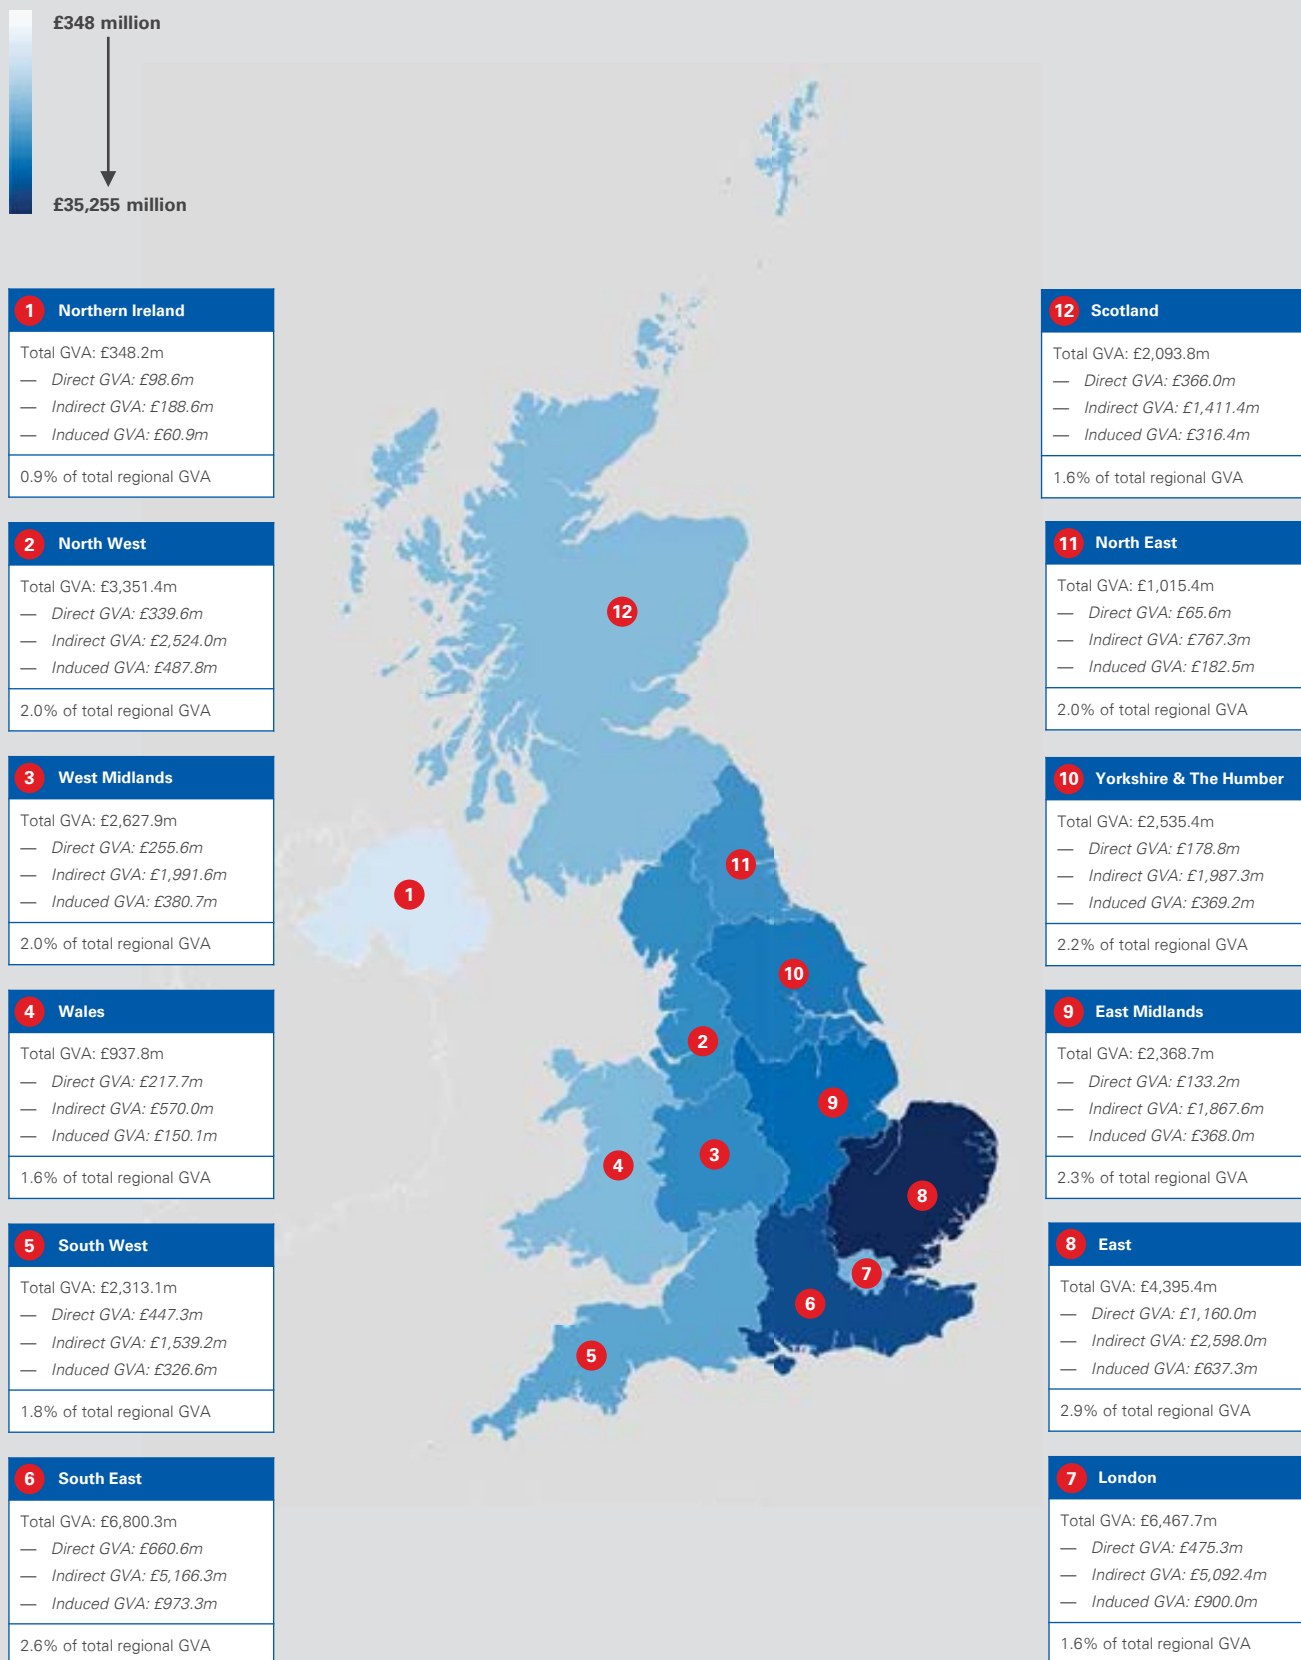 £348 million
£35,255 million
1 Northern Ireland
Total GVA: £348.2m
— Direct GVA: £98.6m
— Indirect GVA: £188.6m
— Induced GVA: £60.9m
0.9% of total regional GVA
2 North West
Total GVA: £3,351.4m
— Direct GVA: £339.6m
— Indirect GVA: £2,524.0m
— Induced GVA: £487.8m
2.0% of total regional GVA
3 West Midlands
Total GVA: £2,627.9m
— Direct GVA: £255.6m
— Indirect GVA: £1,991.6m
— Induced GVA: £380.7m
2.0% of total regional GVA
4 Wales
Total GVA: £937.8m
— Direct GVA: £217.7m
— Indirect GVA: £570.0m
— Induced GVA: £150.1m
1.6% of total regional GVA
5 South West
Total GVA: £2,313.1m
— Direct GVA: £447.3m
— Indirect GVA: £1,539.2m
— Induced GVA: £326.6m
1.8% of total regional GVA
6 South East
Total GVA: £6,800.3m
— Direct GVA: £660.6m
— Indirect GVA: £5,166.3m
— Induced GVA: £973.3m
2.6% of total regional GVA
12
11
1
10
2
9
3
4
8
7
6
5
12 Scotland
Total GVA: £2,093.8m
— Direct GVA: £366.0m
— Indirect GVA: £1,411.4m
— Induced GVA: £316.4m
1.6% of total regional GVA
11 North East
Total GVA: £1,015.4m
— Direct GVA: £65.6m
— Indirect GVA: £767.3m
— Induced GVA: £182.5m
2.0% of total regional GVA
10 Yorkshire & The Humber
Total GVA: £2,535.4m
— Direct GVA: £178.8m
— Indirect GVA: £1,987.3m
— Induced GVA: £369.2m
2.2% of total regional GVA
9 East Midlands
Total GVA: £2,368.7m
— Direct GVA: £133.2m
— Indirect GVA: £1,867.6m
— Induced GVA: £368.0m
2.3% of total regional GVA
8 East
Total GVA: £4,395.4m
— Direct GVA: £1,160.0m
— Indirect GVA: £2,598.0m
— Induced GVA: £637.3m
2.9% of total regional GVA
7 London
Total GVA: £6,467.7m
— Direct GVA: £475.3m
— Indirect GVA: £5,092.4m
— Induced GVA: £900.0m
1.6% of total regional GVA